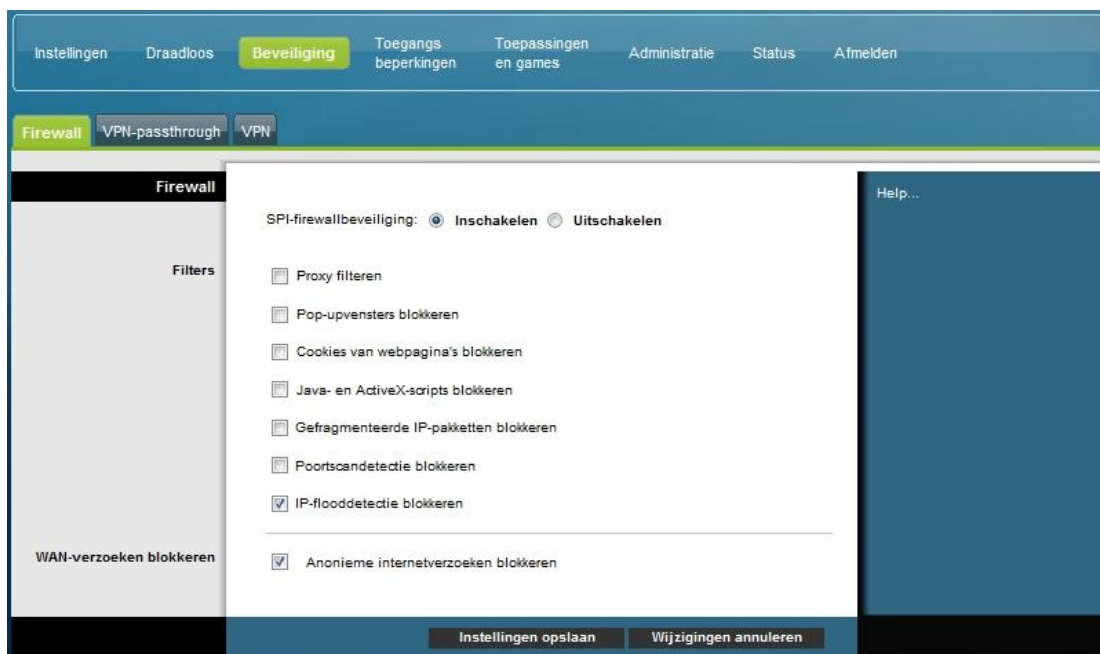 Instellingen Draadloos Beveiliging Toegangs beperkingen Toepassingen en games Administratie Status Afmelden
Firewall VPN-passthrough VPN
Firewall
Help...
SPI-firewallbeveiliging: Inschakelen Uitschakelen
Filters
Proxy filteren
Pop-upvensters blokkeren
Cookies van webpagina's blokkeren
Java- en ActiveX-scripts blokkeren
Gefragmenteerde IP-pakketten blokkeren
Poortscandetectie blokkeren
IP-flooddetectie blokkeren
WAN-verzoeken blokkeren
Anonieme internetverzoeken blokkeren
Instellingen opslaan Wijzigingen annuleren